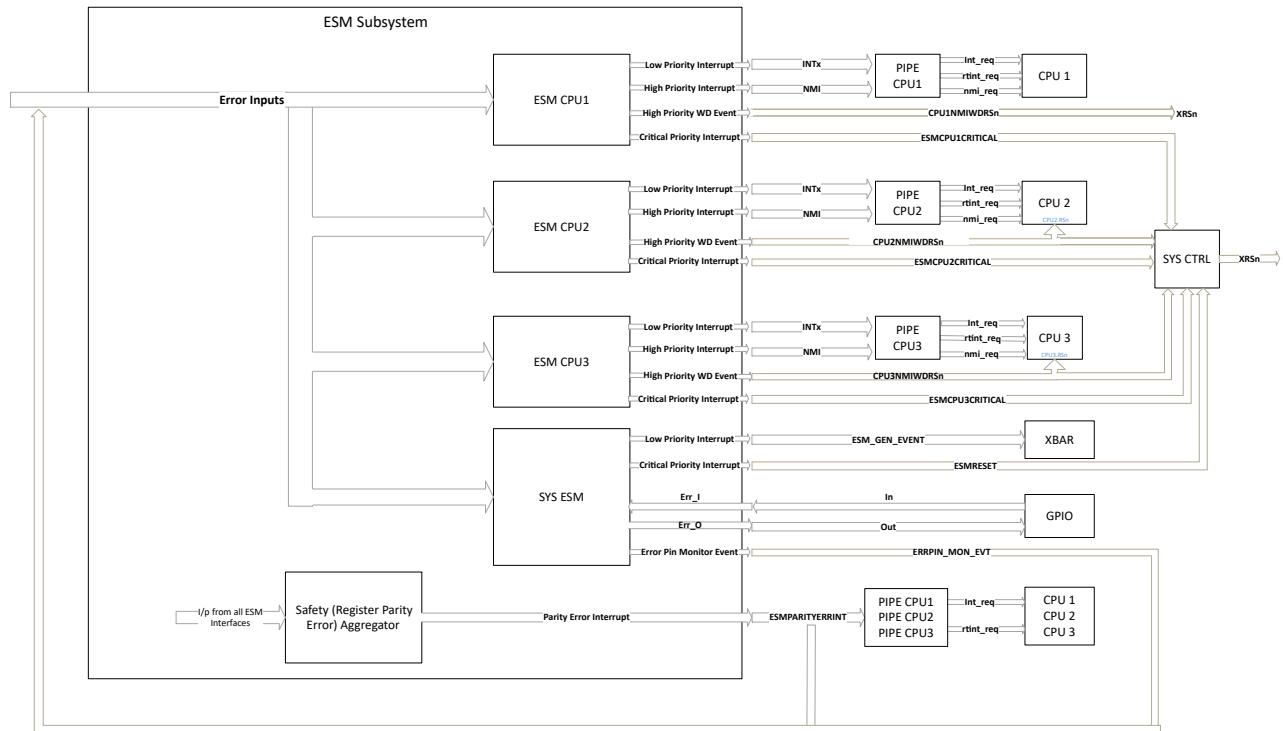 ESM Subsystem
Error Inputs
ESM CPU1
Low Priority Interrupt
INTx
High Priority Interrupt
NMI
High Priority WD Event
CPU1NMIWDRSn
XRSn
Critical Priority Interrupt
ESMCPU1CRITICAL
PIPE
CPU1
Int_req
rtint_req
nmi_req
CPU 1
ESM CPU2
Low Priority Interrupt
INTx
High Priority Interrupt
NMI
High Priority WD Event
CPU2NMIWDRSn
Critical Priority Interrupt
ESMCPU2CRITICAL
PIPE
CPU2
Int_req
rtint_req
nmi_req
CPU 2
CPU2.RSn
SYS CTRL
XRSn
ESM CPU3
Low Priority Interrupt
INTx
High Priority Interrupt
NMI
High Priority WD Event
CPU3NMIWDRSn
Critical Priority Interrupt
ESMCPU3CRITICAL
PIPE
CPU3
Int_req
rtint_req
nmi_req
CPU 3
CPU3.RSn
SYS ESM
Low Priority Interrupt
ESM_GEN_EVENT
XBAR
Critical Priority Interrupt
ESMRESET
Err_I
In
Err_O
Out
GPIO
Error Pin Monitor Event
ERRPIN_MON_EVT
I/p from all ESM
Interfaces
Safety (Register Parity
Error) Aggregator
Parity Error Interrupt
ESMPARITYERRINT
PIPE CPU1
PIPE CPU2
PIPE CPU3
Int_req
rtint_req
CPU 1
CPU 2
CPU 3